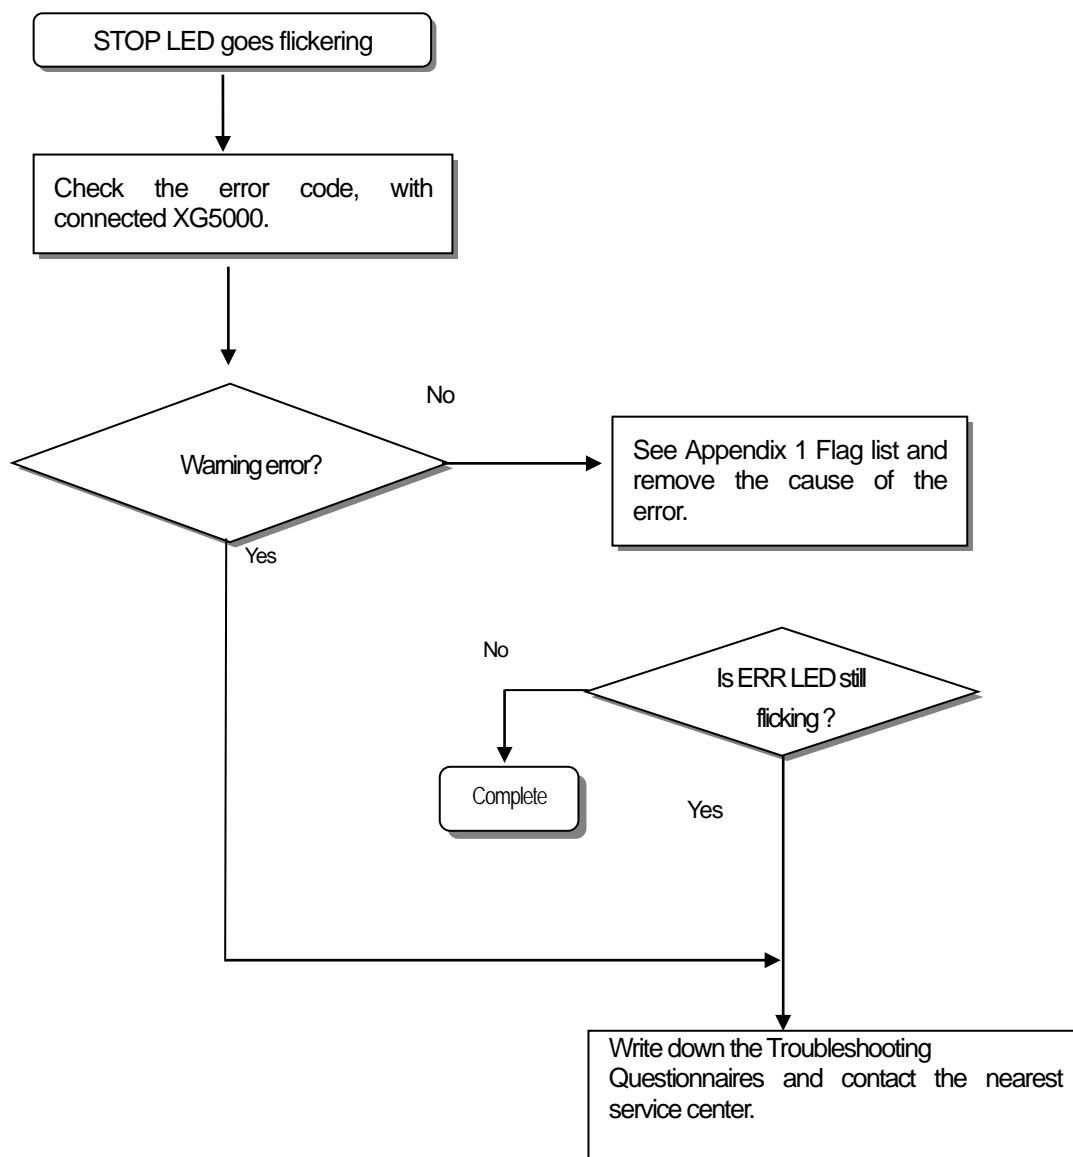 STOP LED goes flickering
Check the error code, with
connected XG5000.
No
Warning error?
See Appendix 1 Flag list and
remove the cause of the
error.
Yes
No
Is ERR LED still
flicking ?
Complete
Yes
Write down the Troubleshooting
Questionnaires and contact the nearest
service center.